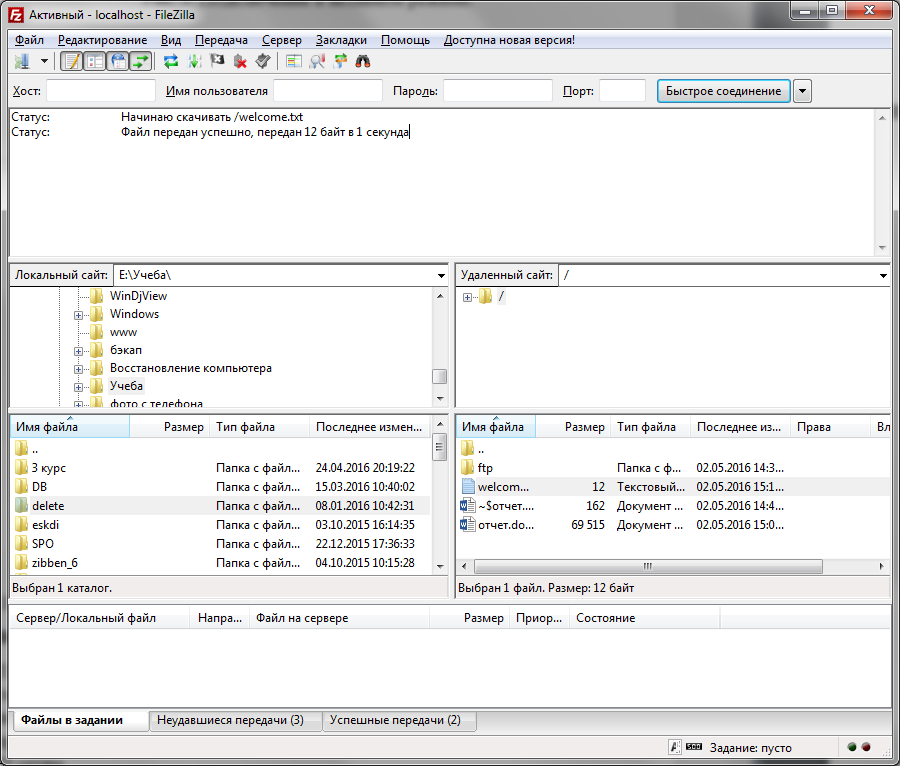 Активный - localhost - FileZilla
Файл Редактирование Вид Передача Сервер Закладки Помощь Доступна новая версия!
Хост: Имя пользователя Пароль: Порт: Быстрое соединение
Статус: Начинаю скачивать /welcome.txt
Статус: Файл передан успешно, передан 12 байт в 1 секунда
Локальный сайт: E:\Учеба\
WinDjView
Windows
www
бэкап
Восстановление компьютера
Учеба
фото с телефона
Удаленный сайт: /
/
Имя файла Размер Тип файла Последнее измен...
..
3 курс Папка с файл... 24.04.2016 20:19:22
DB Папка с файл... 15.03.2016 10:40:02
delete Папка с файл... 08.01.2016 10:42:31
eskdi Папка с файл... 03.10.2015 16:14:35
SPO Папка с файл... 22.12.2015 17:36:33
zibben_6 Папка с файл... 04.10.2015 10:15:28
Выбран 1 каталог.
Имя файла Размер Тип файла Последнее из... Права Вл
..
ftp Папка с ф... 02.05.2016 14:3...
welcom... 12 Текстовый... 02.05.2016 15:1...
~$отчет.... 162 Документ ... 02.05.2016 14:4...
отчет.do... 69 515 Документ ... 02.05.2016 15:0...
Выбран 1 файл. Размер: 12 байт
Сервер/Локальный файл Напра... Файл на сервере Размер Приор... Состояние
Файлы в задании Неудавшиеся передачи (3) Успешные передачи (2)
Задание: пусто